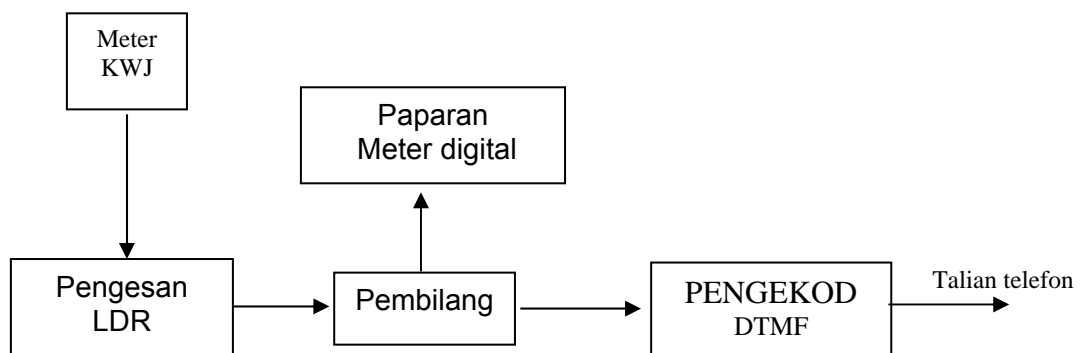 Meter
KWJ
Paparan
Meter digital
Pengesan
LDR
Pembilang
PENGEKOD
DTMF
Talian telefon